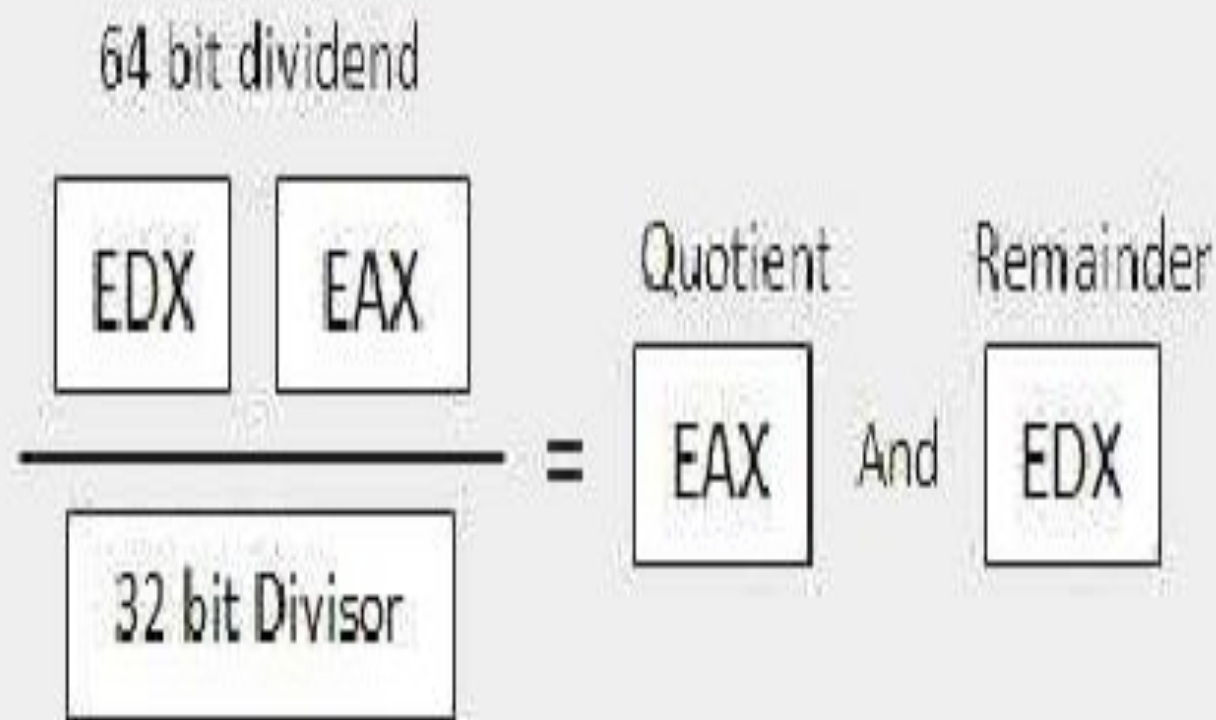 64 bit dividend
EDX EAX
32 bit Divisor
=
Quotient Remainder
EAX And EDX